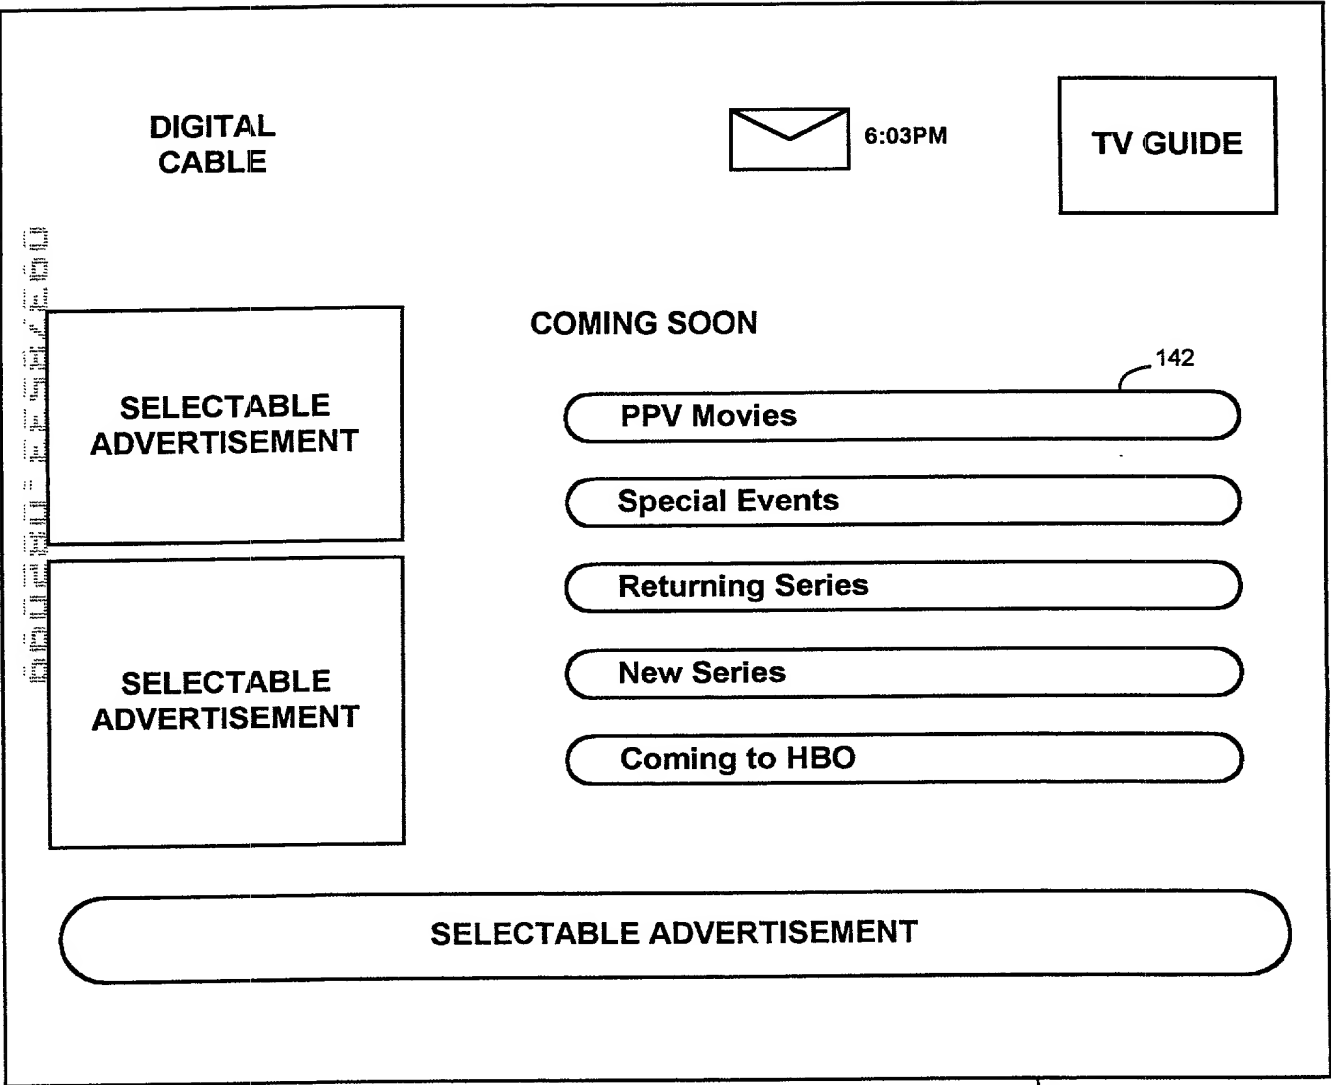 DIGITAL
CABLE
6:03PM
TV GUIDE
SELECTABLE
ADVERTISEMENT
COMING SOON
142
PPV Movies
Special Events
Returning Series
New Series
Coming to HBO
SELECTABLE
ADVERTISEMENT
SELECTABLE ADVERTISEMENT